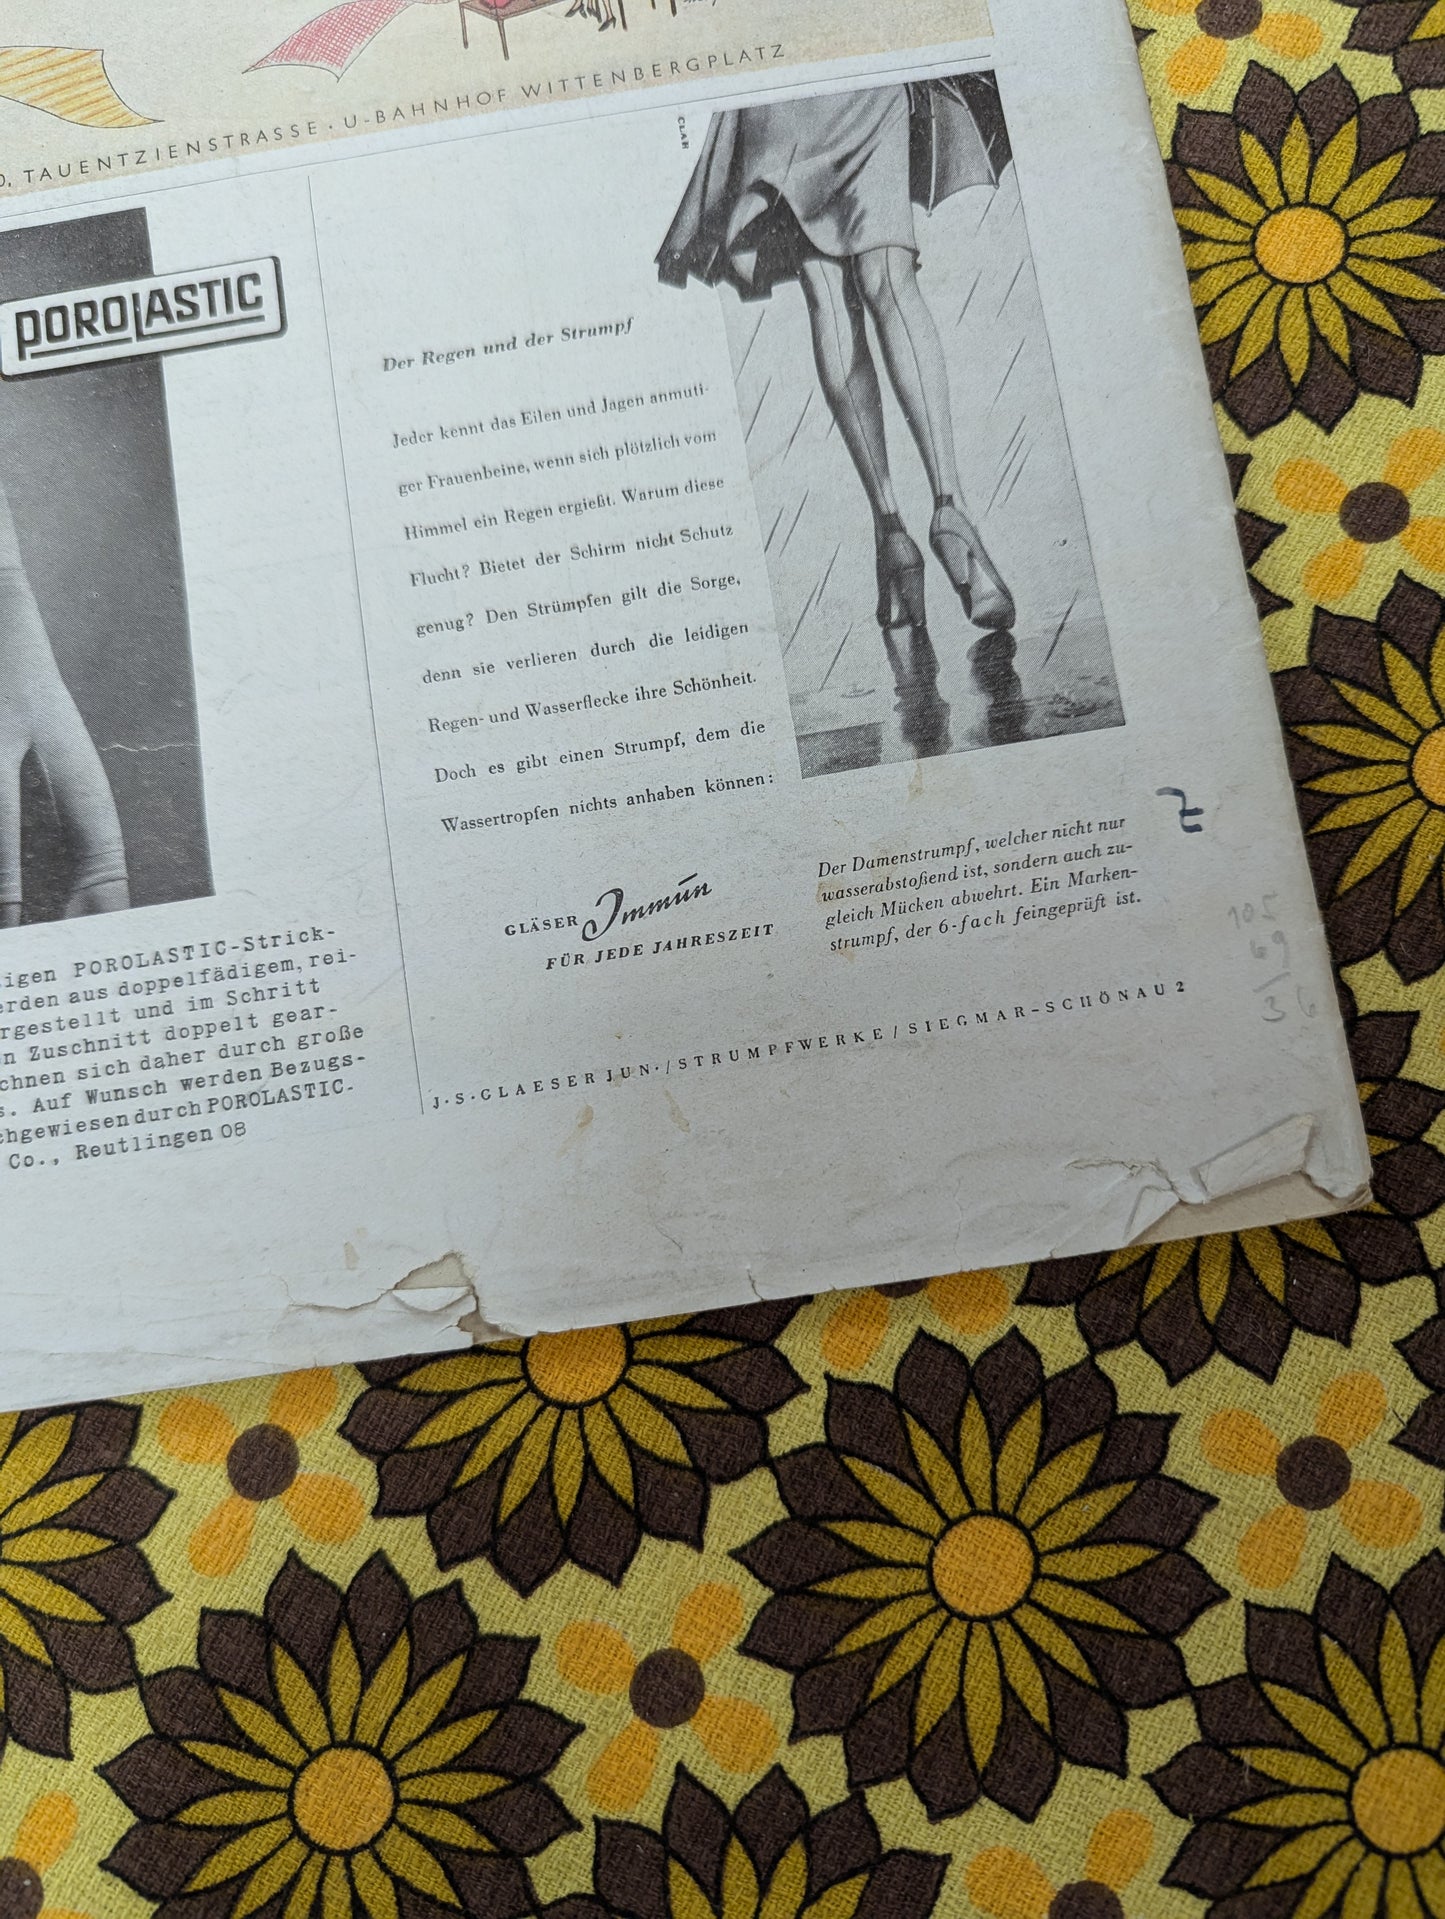 TAUENTZIENSTRASSE · U-BAHNHOF WITTENBERGPLATZ
POROLASTIC
igen POROLASTIC-Strick-
erden aus doppelfädigem, rei-
rgestellt und im Schritt
n Zuschnitt doppelt gear-
chnen sich daher durch große
s. Auf Wunsch werden Bezugs-
chgewiesen durch POROLASTIC-
Co., Reutlingen 08
Der Regen und der Strumpf
Jeder kennt das Eilen und Jagen anmuti-
ger Frauenbeine, wenn sich plötzlich vom
Himmel ein Regen ergießt. Warum diese
Flucht? Bietet der Schirm nicht Schutz
genug? Den Strümpfen gilt die Sorge,
denn sie verlieren durch die leidigen
Regen- und Wasserflecke ihre Schönheit.
Doch es gibt einen Strumpf, dem die
Wassertropfen nichts anhaben können:
GLÄSER Immun
FÜR JEDE JAHRESZEIT
Der Damenstrumpf, welcher nicht nur
wasserabstoßend ist, sondern auch zu-
gleich Mücken abwehrt. Ein Marken-
strumpf, der 6-fach feingeprüft ist.
J·S·GLAESER JUN·/STRUMPFWERKE/SIEGMAR-SCHÖNAU 2
105
69
36